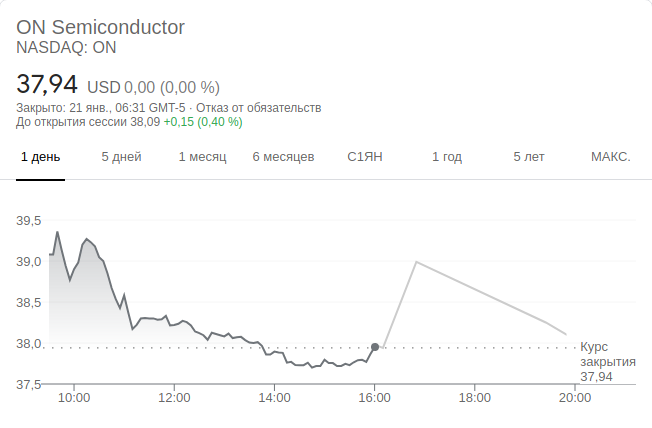 ON Semiconductor
NASDAQ: ON
37,94 USD 0,00 (0,00 %)
Закрыто: 21 янв., 06:31 GMT-5 · Отказ от обязательств
До открытия сессии 38,09 +0,15 (0,40 %)
1 день 5 дней 1 месяц 6 месяцев С1ЯН 1 год 5 лет МАКС.
39,5
39,0
38,5
38,0
37,5
Курс
закрытия
37,94
10:00 12:00 14:00 16:00 18:00 20:00